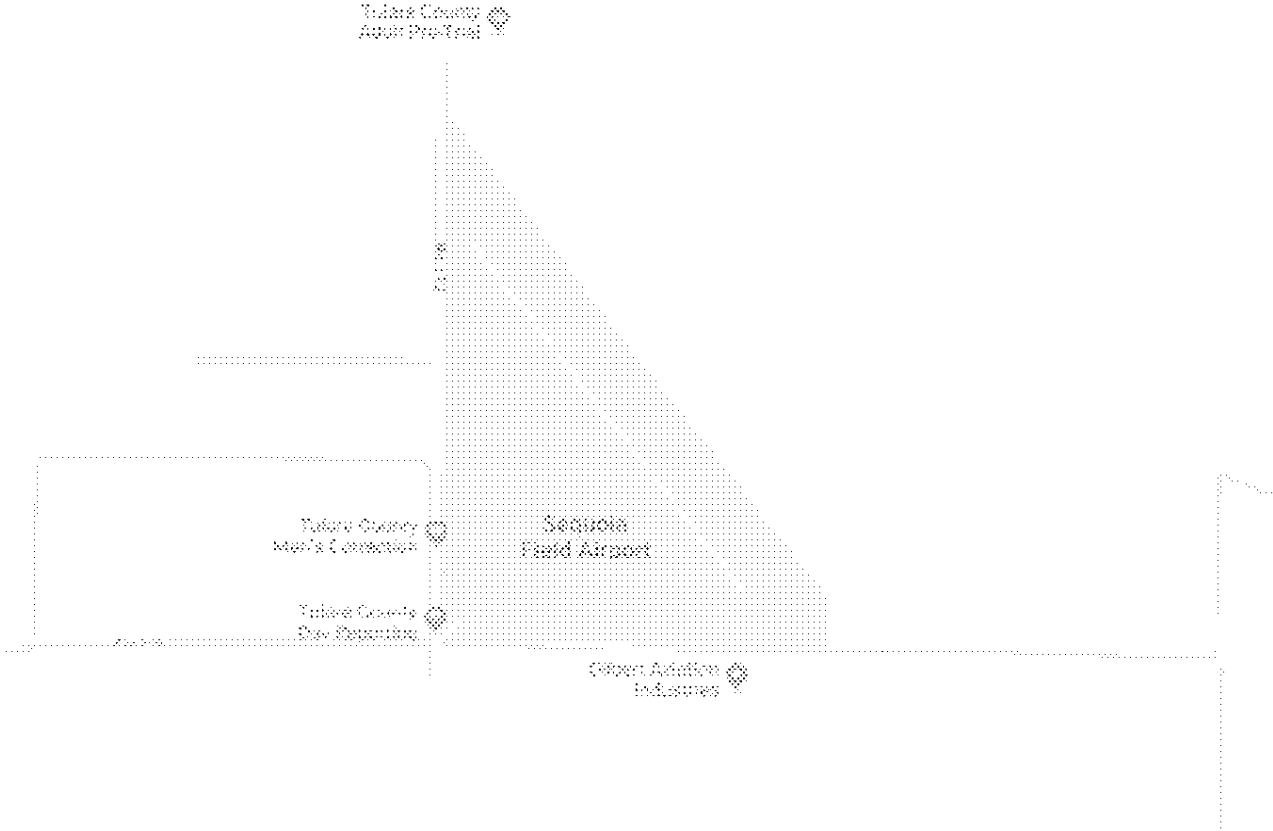 Tulare County
Adult Pre-Trial
Sequoia
Field Airport
Tulare County
Men's Correction
Tulare County
Day Reporting
Gilbert Aviation
Industries